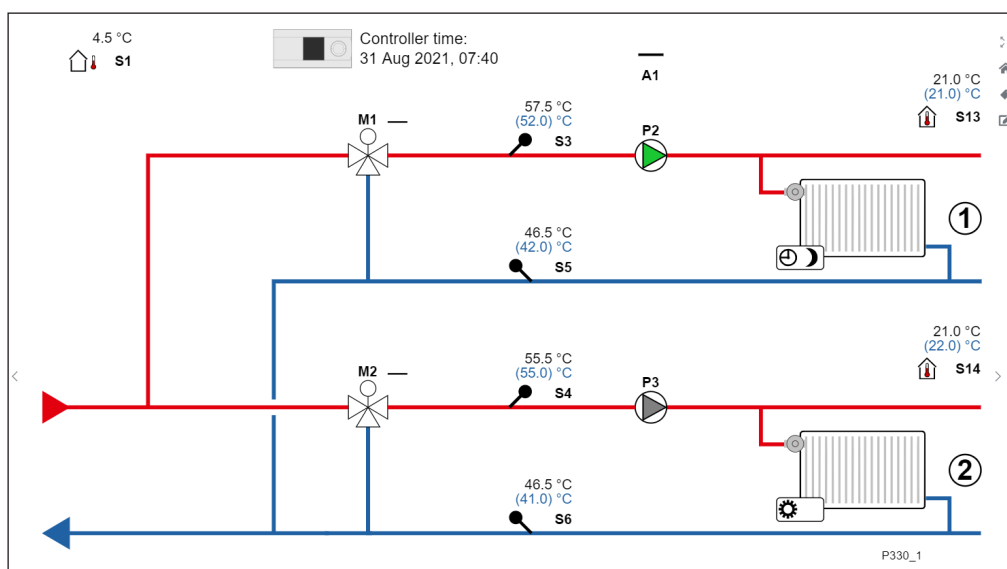 4.5 °C
S1
Controller time:
31 Aug 2021, 07:40
A1
21.0 °C
(21.0) °C
S13
M1
57.5 °C
(52.0) °C
S3
P2
1
46.5 °C
(42.0) °C
S5
21.0 °C
(22.0) °C
S14
M2
55.5 °C
(55.0) °C
S4
P3
2
46.5 °C
(41.0) °C
S6
P330_1